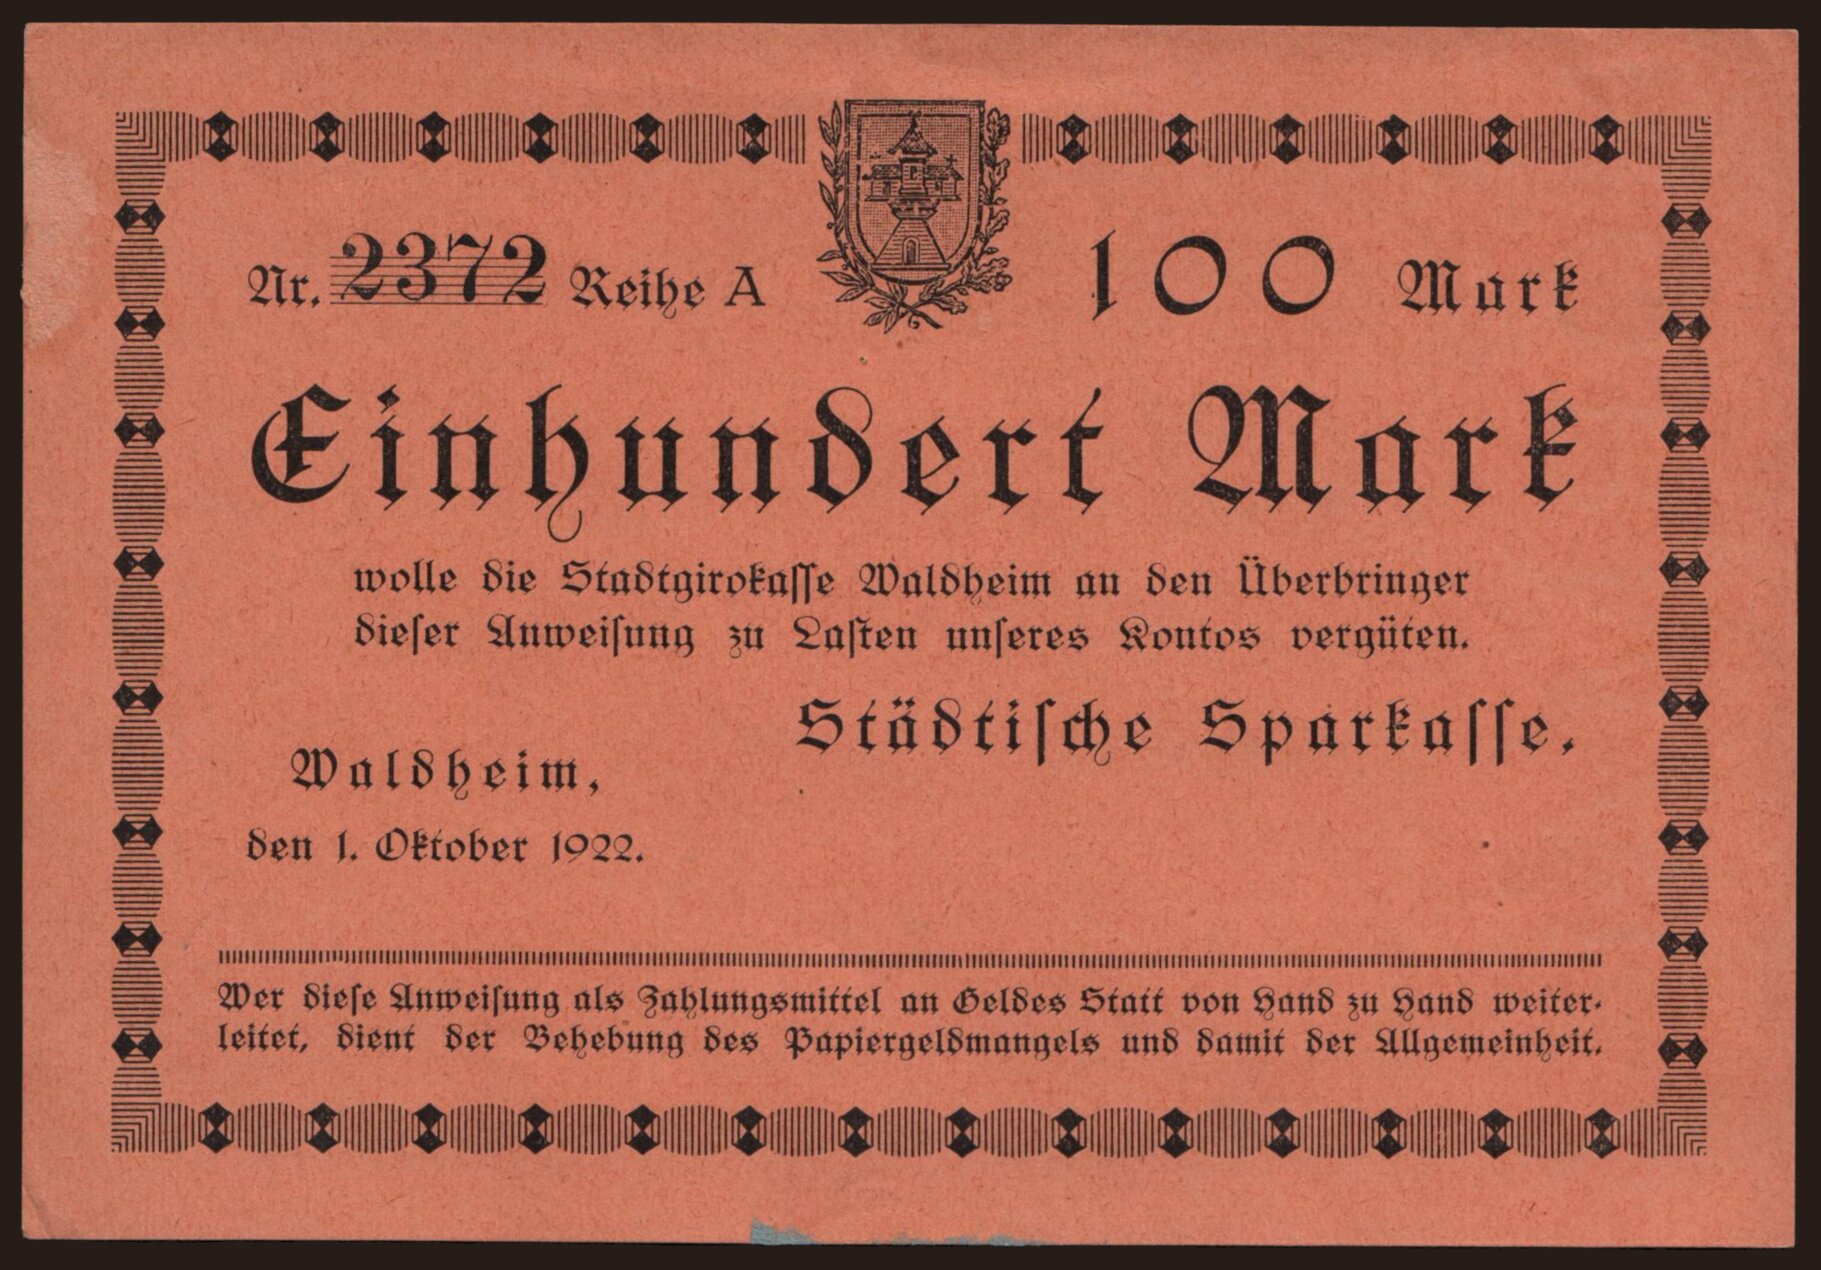 Nr. 2372 Reihe A
100 Mark
Einhundert Mark
wolle die Stadtgirokaſſe Waldheim an den Überbringer
dieſer Anweiſung zu Laſten unſeres Kontos vergüten.
Städtiſche Sparkaſſe.
Waldheim,
den 1. Oktober 1922.
Wer dieſe Anweiſung als Zahlungsmittel an Geldes Statt von Hand zu Hand weiter-
leitet, dient der Behebung des Papiergeldmangels und damit der Allgemeinheit.